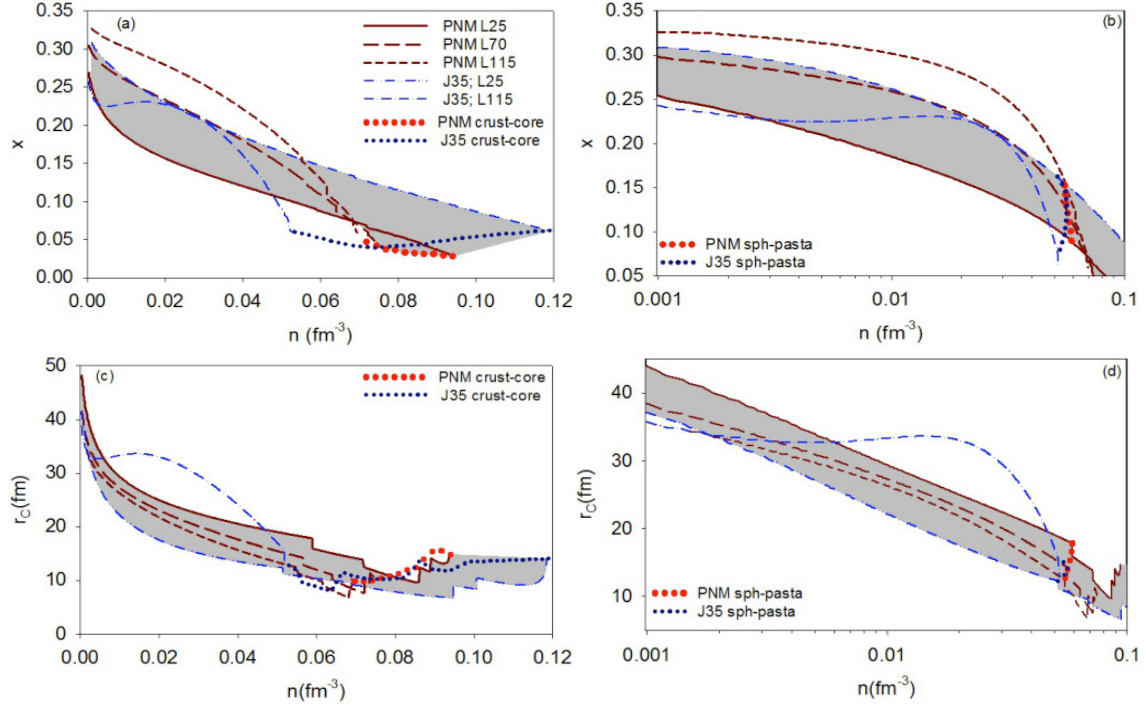 (a)
PNM L25
PNM L70
PNM L115
J35; L25
J35; L115
PNM crust-core
J35 crust-core
x
0.35
0.30
0.25
0.20
0.15
0.10
0.05
0.00
0.00 0.02 0.04 0.06 0.08 0.10 0.12
n (fm⁻³)
(b)
x
0.35
0.30
0.25
0.20
0.15
0.10
0.05
PNM sph-pasta
J35 sph-pasta
0.001 0.01 0.1
n (fm⁻³)
(c)
PNM crust-core
J35 crust-core
r_C(fm)
50
40
30
20
10
0
0.00 0.02 0.04 0.06 0.08 0.10 0.12
n(fm⁻³)
(d)
r_C(fm)
40
30
20
10
PNM sph-pasta
J35 sph-pasta
0.001 0.01 0.1
n(fm⁻³)